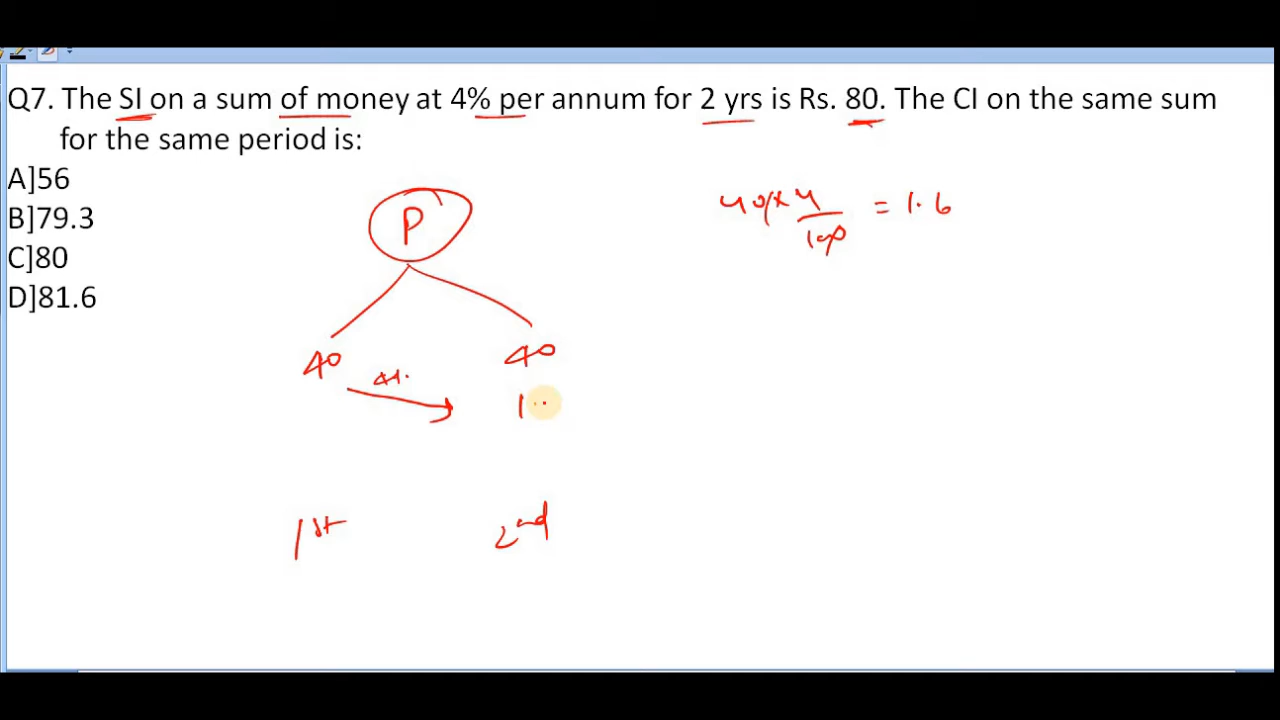 Q7. The SI on a sum of money at 4% per annum for 2 yrs is Rs. 80. The CI on the same sum
for the same period is:
A]56
B]79.3
C]80
D]81.6
P
40 × 4/100 = 1.6
40 40
4%
1.
1st 2nd